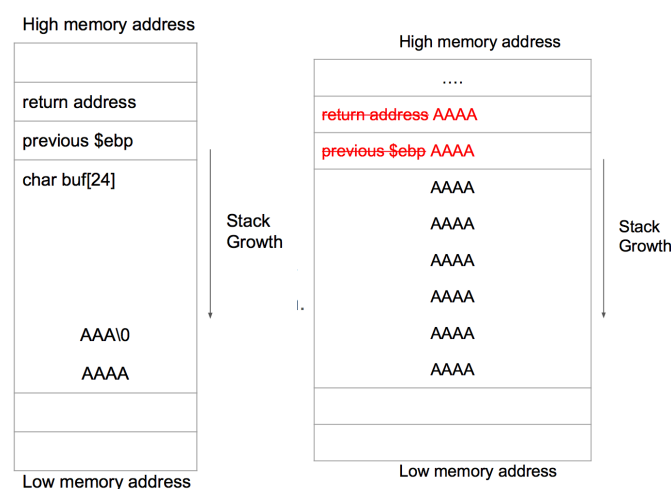 High memory address
return address
previous $ebp
char buf[24]
AAA\0
AAAA
Low memory address
Stack
Growth
.
High memory address
....
return address AAAA
previous $ebp AAAA
AAAA
AAAA
AAAA
AAAA
AAAA
AAAA
Low memory address
Stack
Growth